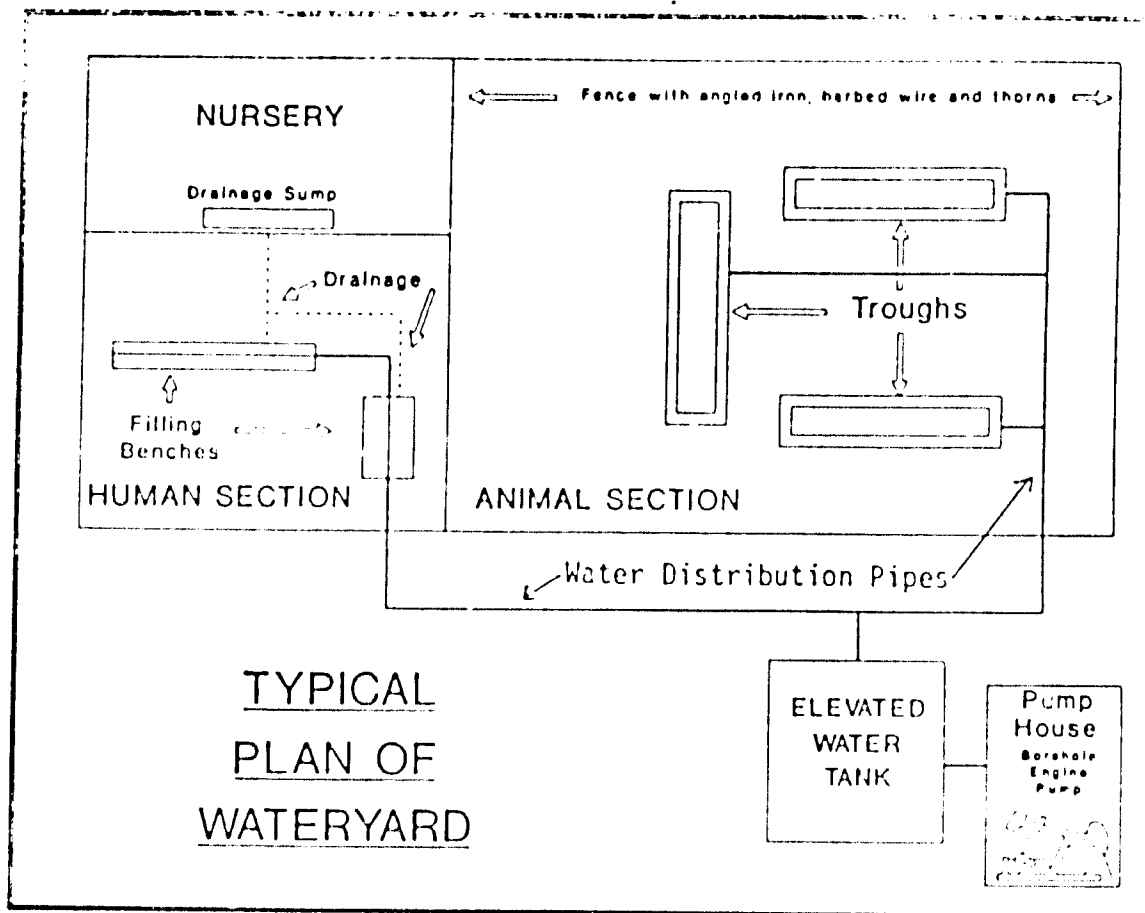 NURSERY
Fence with angled iron, barbed wire and thorns
Drainage Sump
Drainage
Troughs
Filling
Benches
HUMAN SECTION
ANIMAL SECTION
Water Distribution Pipes
TYPICAL
PLAN OF
WATERYARD
ELEVATED
WATER
TANK
Pump
House
Borehole
Engine
Pump